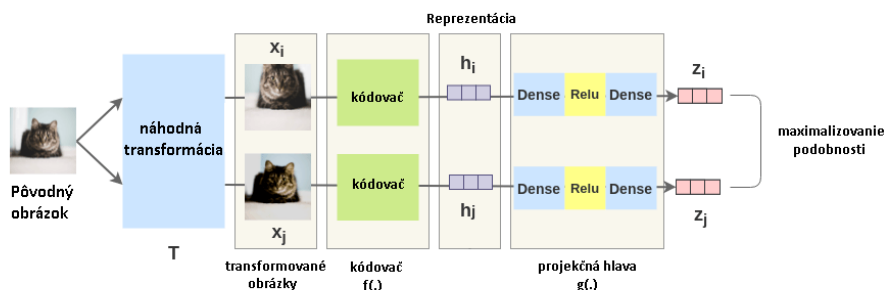 Reprezentácia
Pôvodný
obrázok
náhodná
transformácia
T
xi
xj
transformované
obrázky
kódovač
kódovač
kódovač
f(.)
hi
hj
Dense Relu Dense
Dense Relu Dense
projekčná hlava
g(.)
zi
zj
maximalizovanie
podobnosti